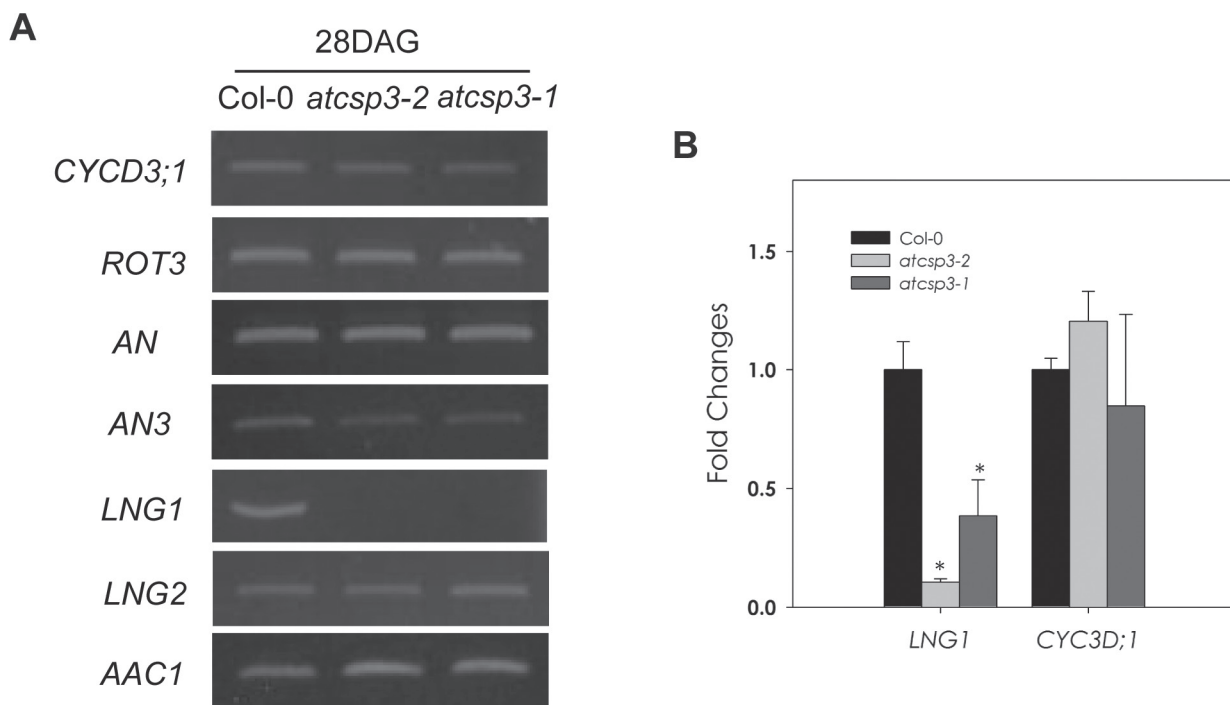 A
28DAG
Col-0 atcsp3-2 atcsp3-1
CYCD3;1
ROT3
AN
AN3
LNG1
LNG2
AAC1
B
Col-0
atcsp3-2
atcsp3-1
Fold Changes
1.5
1.0
0.5
0.0
*
*
LNG1 CYC3D;1